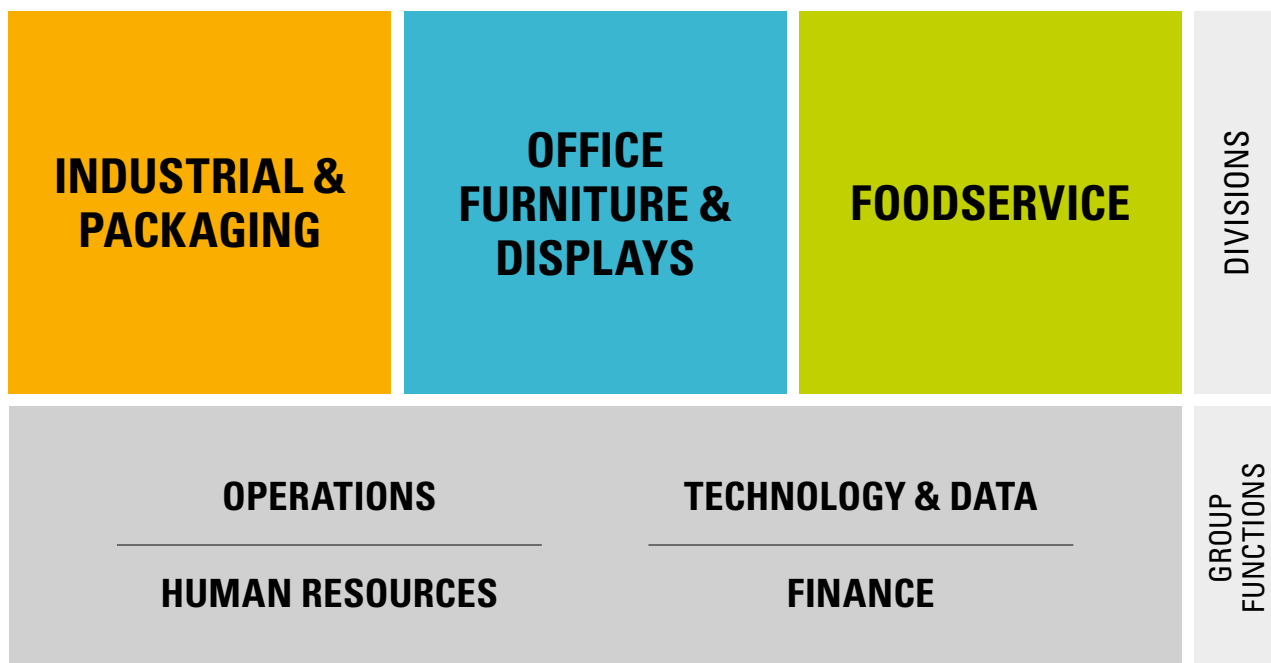 INDUSTRIAL &
PACKAGING
OFFICE
FURNITURE &
DISPLAYS
FOODSERVICE
DIVISIONS
OPERATIONS
HUMAN RESOURCES
TECHNOLOGY & DATA
FINANCE
GROUP
FUNCTIONS